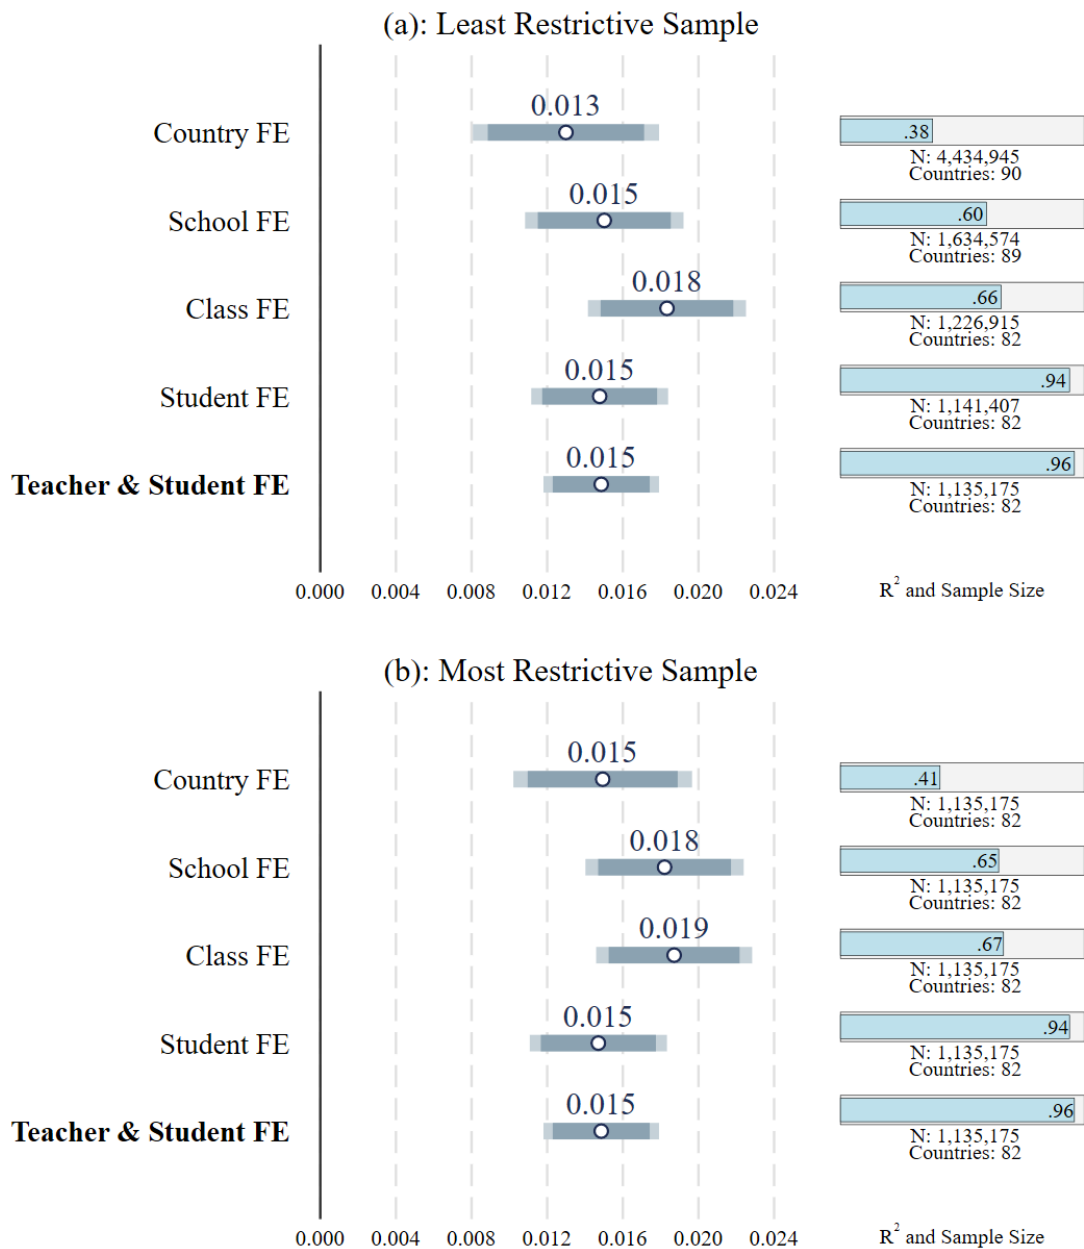 (a): Least Restrictive Sample
0.013
Country FE
.38
N: 4,434,945
Countries: 90
0.015
School FE
.60
N: 1,634,574
Countries: 89
0.018
Class FE
.66
N: 1,226,915
Countries: 82
0.015
Student FE
.94
N: 1,141,407
Countries: 82
0.015
Teacher & Student FE
.96
N: 1,135,175
Countries: 82
0.000 0.004 0.008 0.012 0.016 0.020 0.024
R² and Sample Size
(b): Most Restrictive Sample
0.015
Country FE
.41
N: 1,135,175
Countries: 82
0.018
School FE
.65
N: 1,135,175
Countries: 82
0.019
Class FE
.67
N: 1,135,175
Countries: 82
0.015
Student FE
.94
N: 1,135,175
Countries: 82
0.015
Teacher & Student FE
.96
N: 1,135,175
Countries: 82
0.000 0.004 0.008 0.012 0.016 0.020 0.024
R² and Sample Size